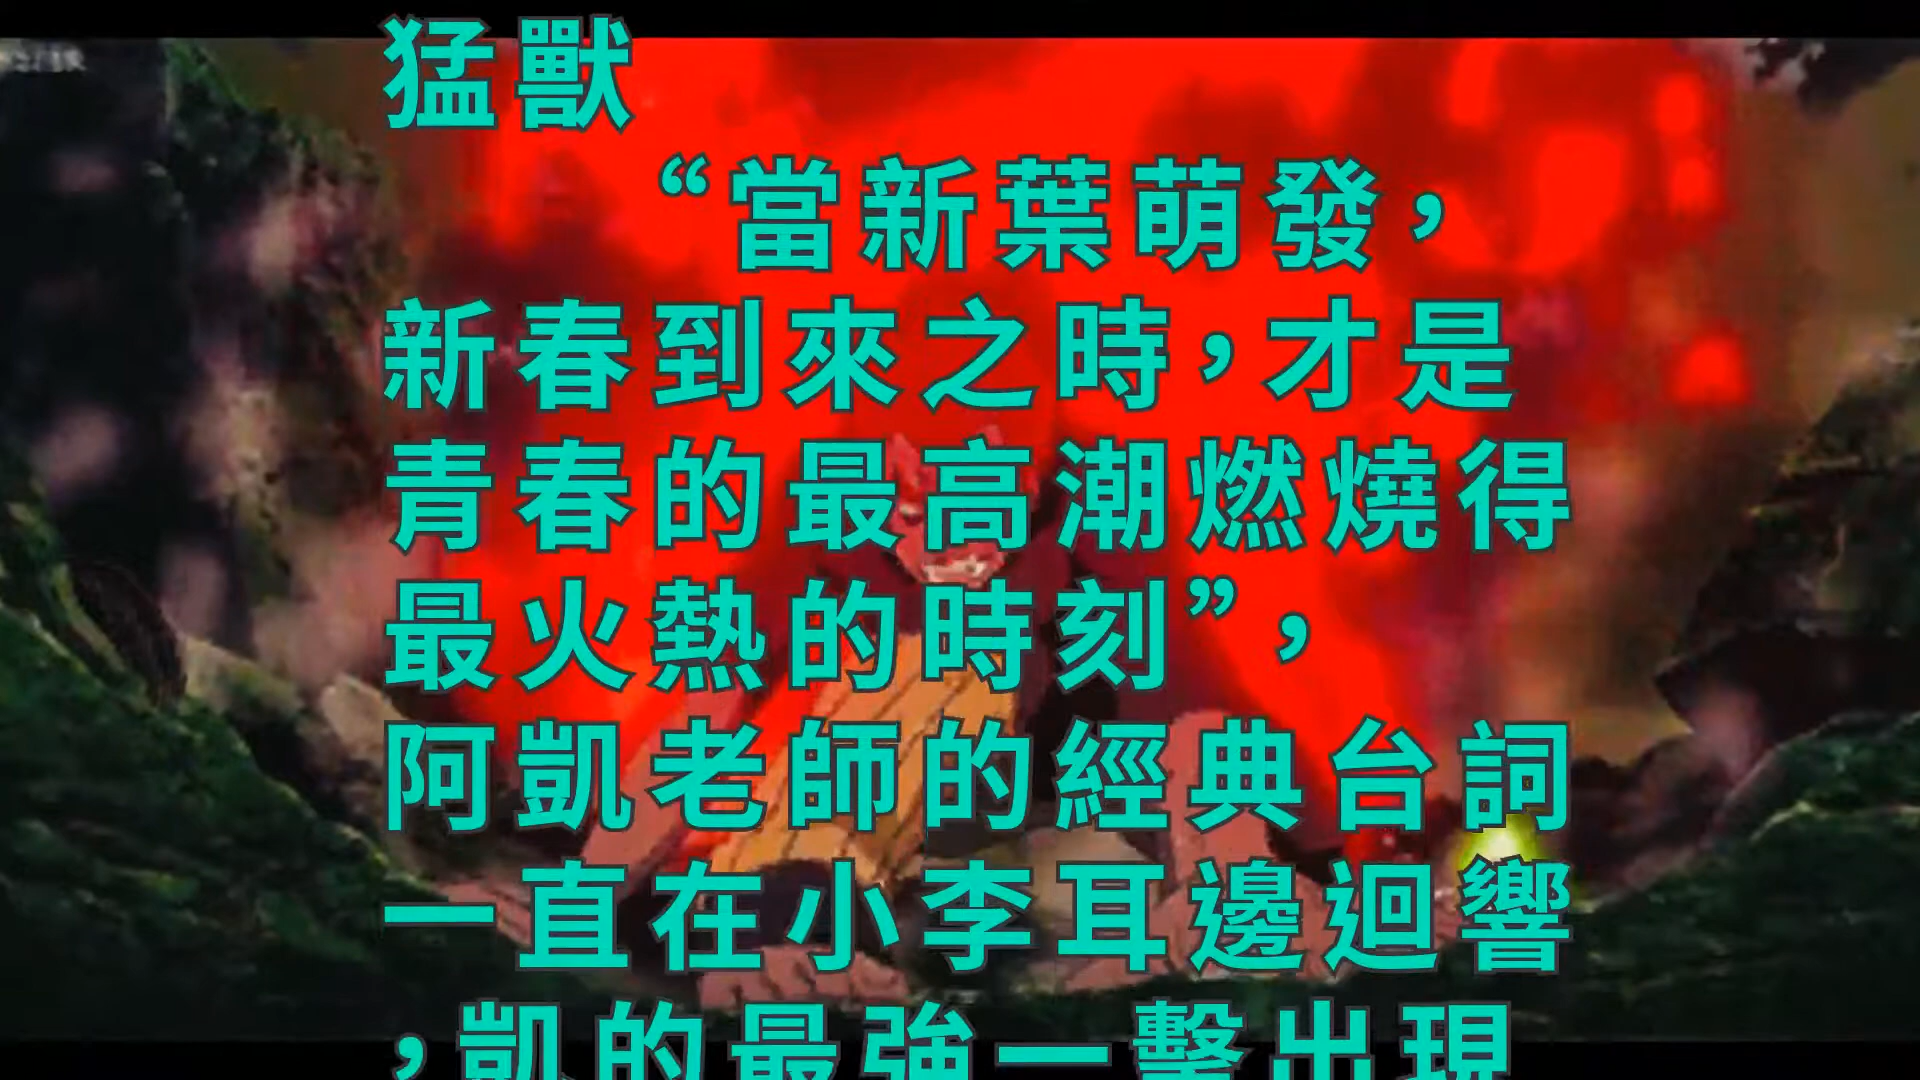 猛獸
“當新葉萌發，
新春到來之時，才是
青春的最高潮燃燒得
最火熱的時刻”，
阿凱老師的經典台詞
一直在小李耳邊迴響
，凱的最強一擊出現